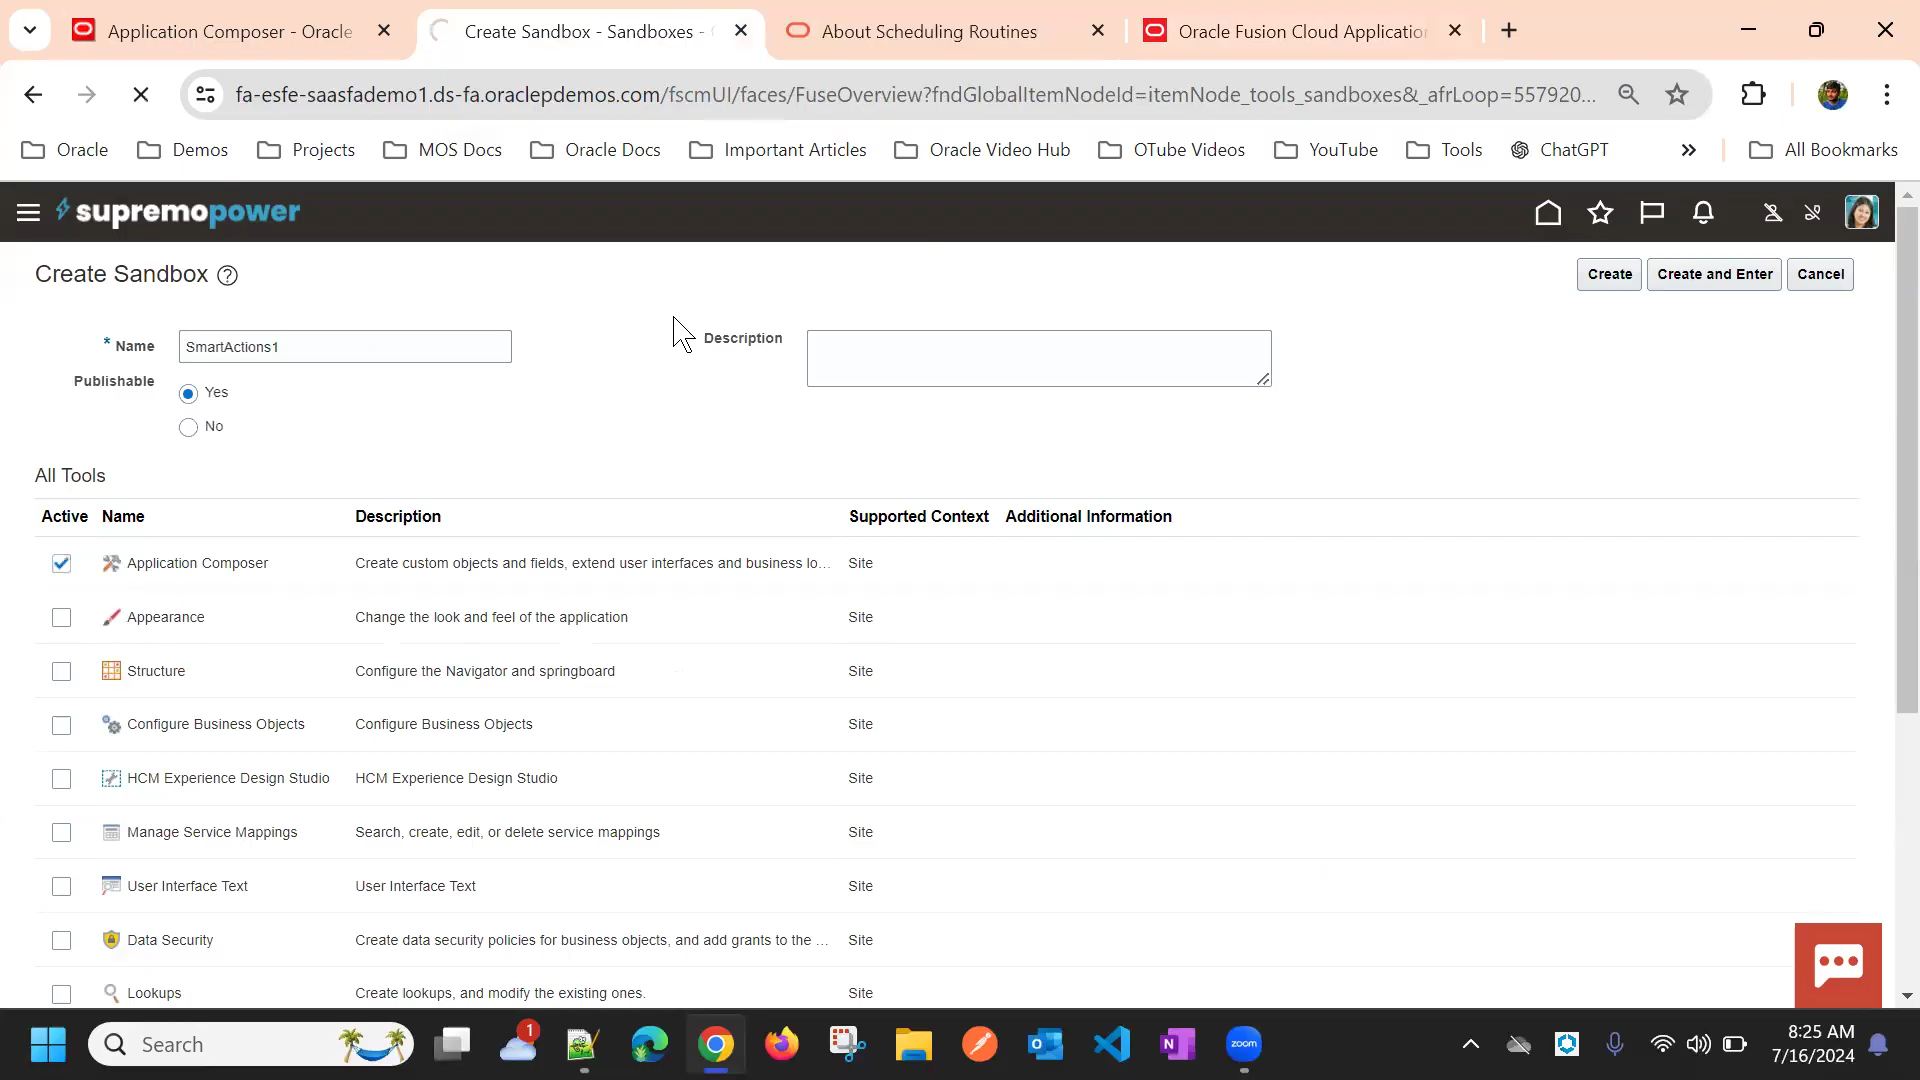 Application Composer - Oracle
Create Sandbox - Sandboxes -
About Scheduling Routines
Oracle Fusion Cloud Applicatio
fa-esfe-saasfademo1.ds-fa.oraclepdemos.com/fscmUI/faces/FuseOverview?fndGlobalItemNodeId=itemNode_tools_sandboxes&_afrLoop=557920...
Oracle
Demos
Projects
MOS Docs
Oracle Docs
Important Articles
Oracle Video Hub
OTube Videos
YouTube
Tools
ChatGPT
All Bookmarks
supremopower
Create Sandbox
Create
Create and Enter
Cancel
* Name
SmartActions1
Description
Publishable
Yes
No
All Tools
Active Name Description Supported Context Additional Information
Application Composer Create custom objects and fields, extend user interfaces and business lo... Site
Appearance Change the look and feel of the application Site
Structure Configure the Navigator and springboard Site
Configure Business Objects Configure Business Objects Site
HCM Experience Design Studio HCM Experience Design Studio Site
Manage Service Mappings Search, create, edit, or delete service mappings Site
User Interface Text User Interface Text Site
Data Security Create data security policies for business objects, and add grants to the ... Site
Lookups Create lookups, and modify the existing ones. Site
Search
1
zoom
8:25 AM
7/16/2024